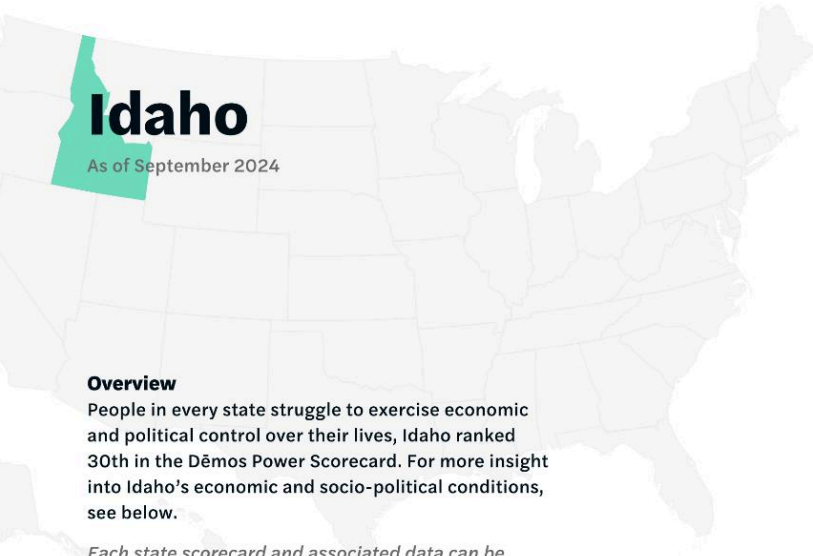 Idaho
As of September 2024
Overview
People in every state struggle to exercise economic
and political control over their lives, Idaho ranked
30th in the Dēmos Power Scorecard. For more insight
into Idaho’s economic and socio-political conditions,
see below.
Each state scorecard and associated data can be